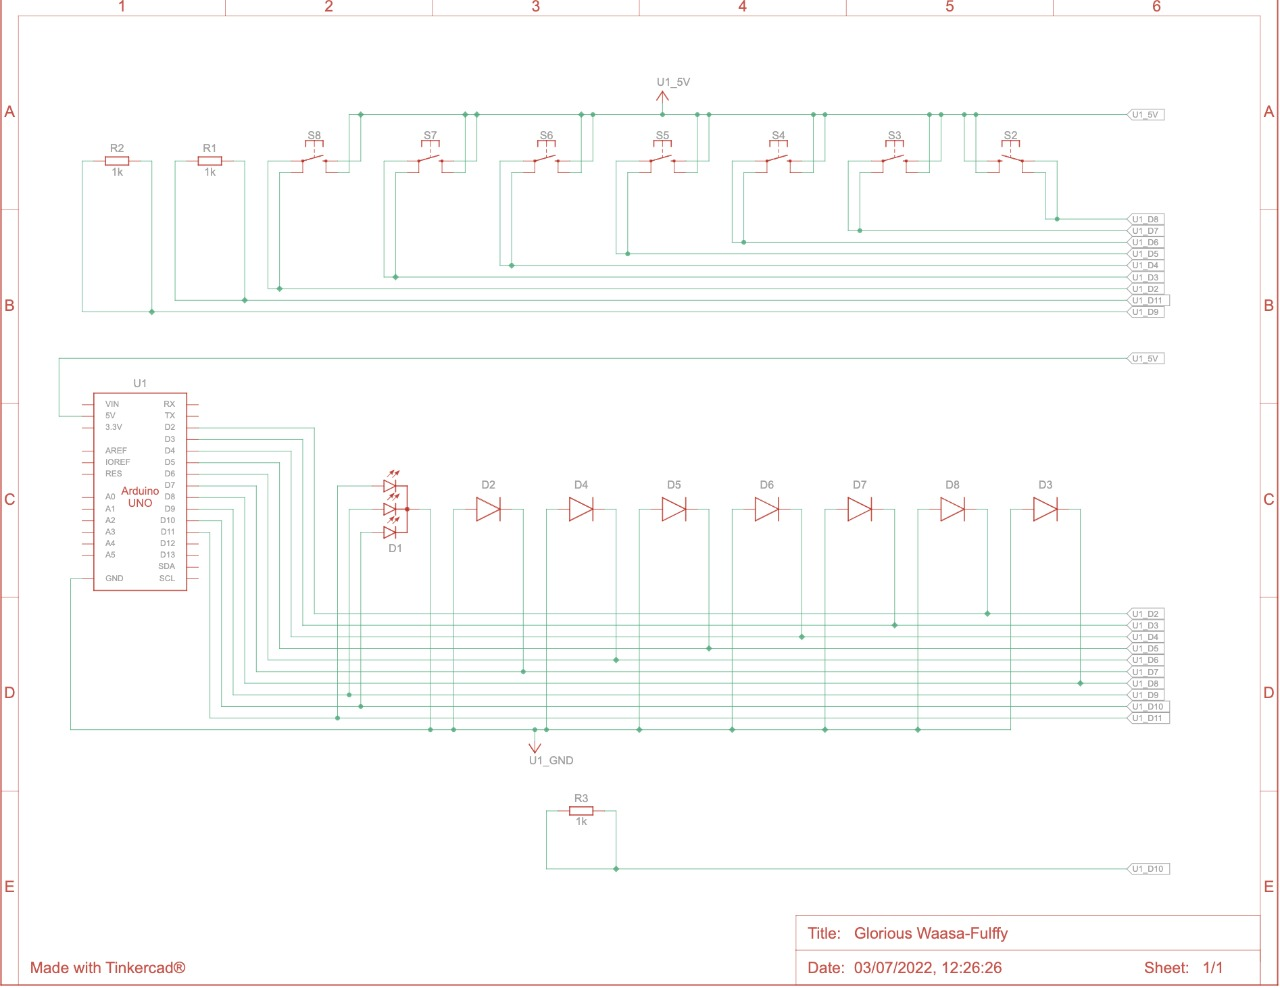 1 2 3 4 5 6
U1_5V
A A
U1_5V
S8 S7 S6 S5 S4 S3 S2
R2 R1
1k 1k
U1_D8
U1_D7
U1_D6
U1_D5
U1_D4
U1_D3
U1_D2
U1_D11
B B
U1_D9
U1_5V
U1
VIN RX
5V TX
3.3V D2
D3
AREF D4
IOREF D5
RES D6
D7
A0 D8
A1 D9
A2 D10
A3 D11
A4 D12
A5 D13
SDA
GND SCL
Arduino
UNO
C C
D2 D4 D5 D6 D7 D8 D3
D1
U1_D2
U1_D3
U1_D4
U1_D5
U1_D6
U1_D7
U1_D8
D D
U1_D9
U1_D10
U1_D11
U1_GND
R3
1k
U1_D10
E E
Title: Glorious Waasa-Fulffy
Date: 03/07/2022, 12:26:26 Sheet: 1/1
Made with Tinkercad®